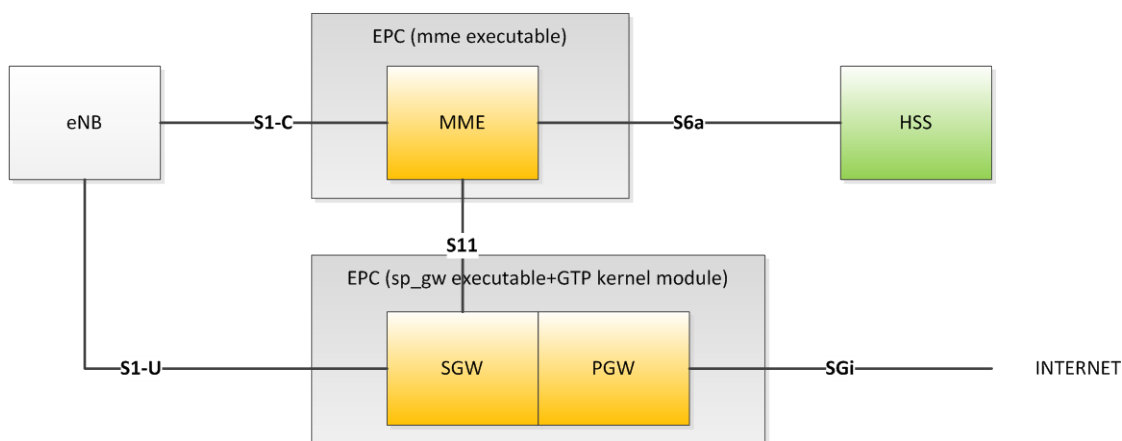 EPC (mme executable)
eNB
S1-C
MME
S6a
HSS
S11
EPC (sp_gw executable+GTP kernel module)
S1-U
SGW
PGW
SGi
INTERNET